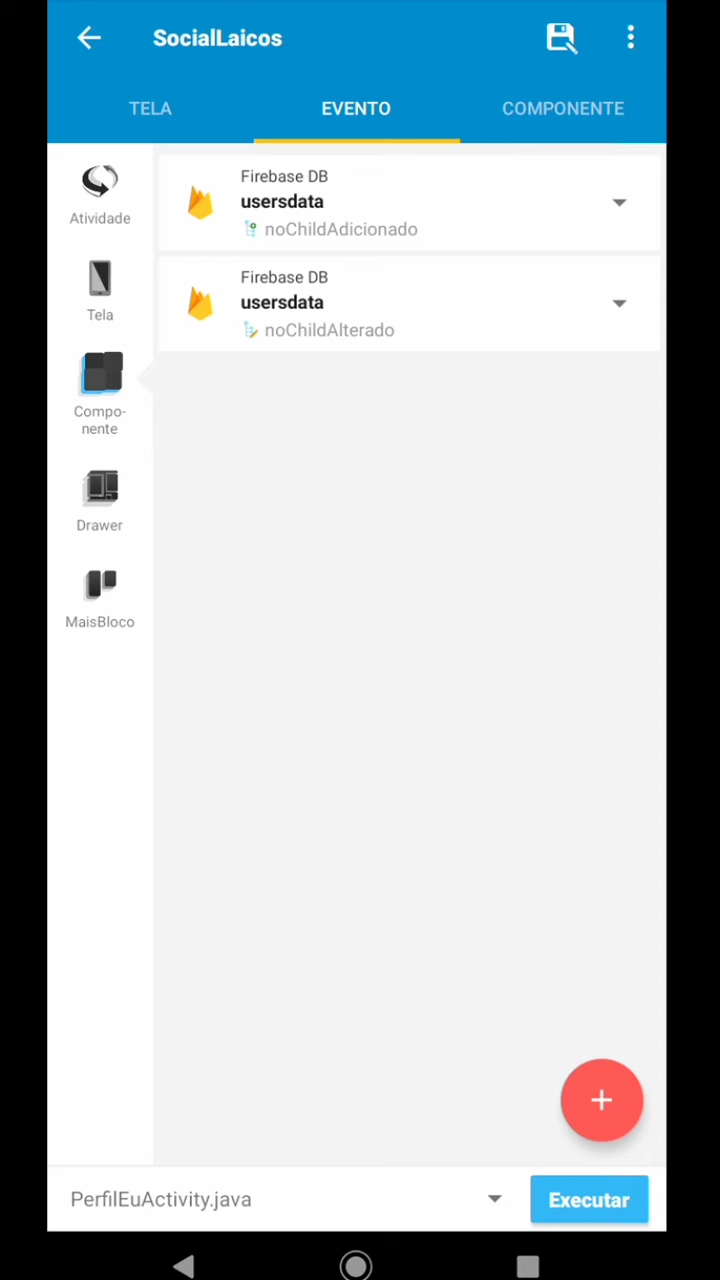 SocialLaicos
TELA
EVENTO
COMPONENTE
Atividade
Tela
Compo-
nente
Drawer
MaisBloco
Firebase DB
usersdata
noChildAdicionado
Firebase DB
usersdata
noChildAlterado
PerfilEuActivity.java
Executar